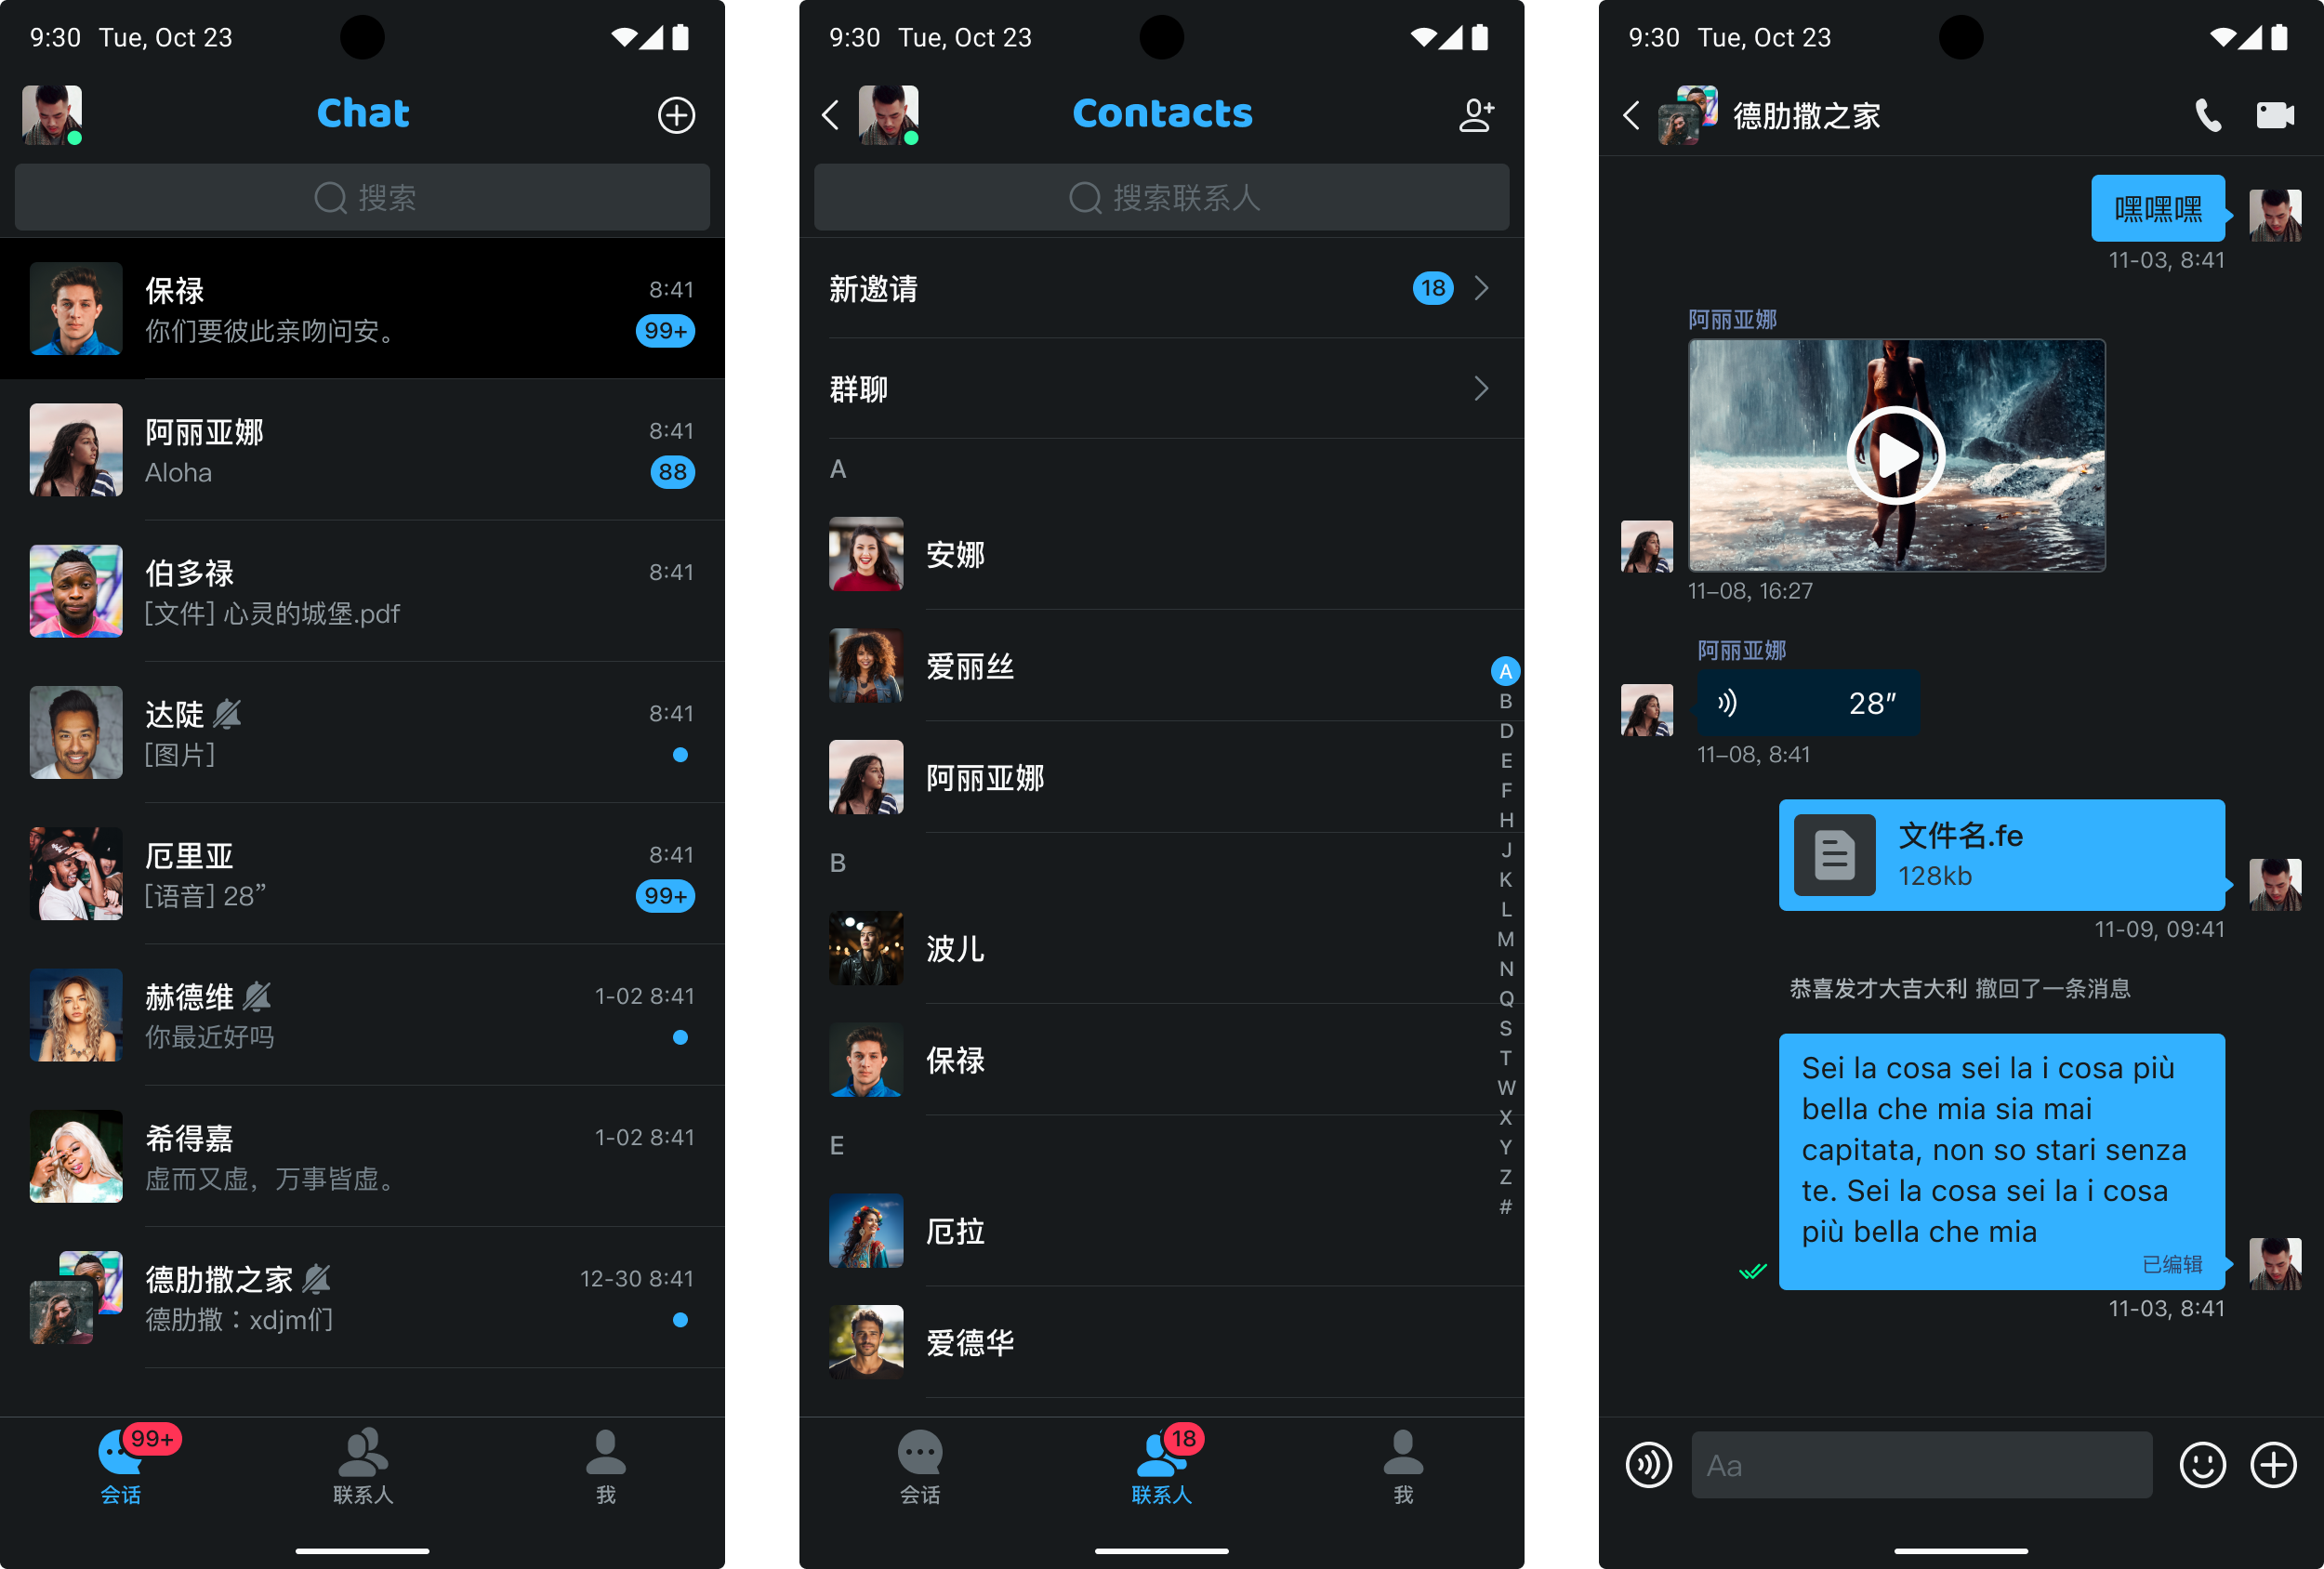 9:30 Tue, Oct 23
Chat
搜索
保禄 8:41
你们要彼此亲吻问安。 99+
阿丽亚娜 8:41
Aloha 88
伯多禄 8:41
[文件] 心灵的城堡.pdf
达陡 8:41
[图片]
厄里亚 8:41
[语音] 28” 99+
赫德维 1-02 8:41
你最近好吗
希得嘉 1-02 8:41
虚而又虚，万事皆虚。
德肋撒之家 12-30 8:41
德肋撒：xdjm们
99+
会话 联系人 我
9:30 Tue, Oct 23
Contacts
搜索联系人
新邀请 18
群聊
A
安娜
爱丽丝
阿丽亚娜
B
波儿
保禄
E
厄拉
爱德华
A
B
D
E
F
H
J
K
L
M
N
Q
S
T
W
X
Y
Z
#
18
会话 联系人 我
9:30 Tue, Oct 23
德肋撒之家
嘿嘿嘿
11-03, 8:41
阿丽亚娜
11–08, 16:27
阿丽亚娜
28”
11–08, 8:41
文件名.fe
128kb
11-09, 09:41
恭喜发才大吉大利 撤回了一条消息
Sei la cosa sei la i cosa più
bella che mia sia mai
capitata, non so stari senza
te. Sei la cosa sei la i cosa
più bella che mia
已编辑
11-03, 8:41
Aa